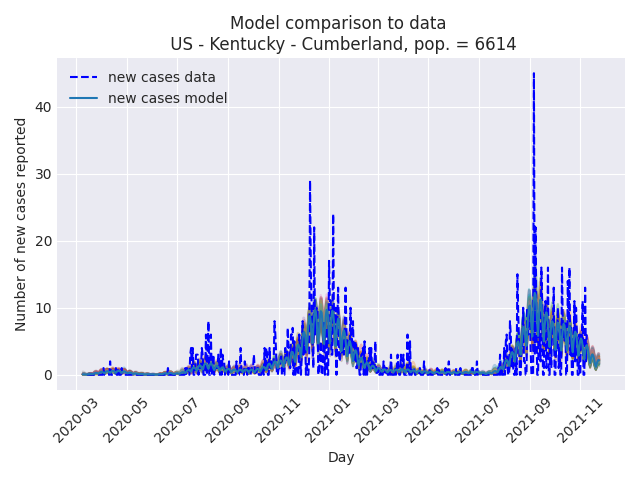 Model comparison to data
US - Kentucky - Cumberland, pop. = 6614
new cases data
new cases model
Number of new cases reported
40
30
20
10
0
2020-03
2020-05
2020-07
2020-09
2020-11
2021-01
2021-03
2021-05
2021-07
2021-09
2021-11
Day